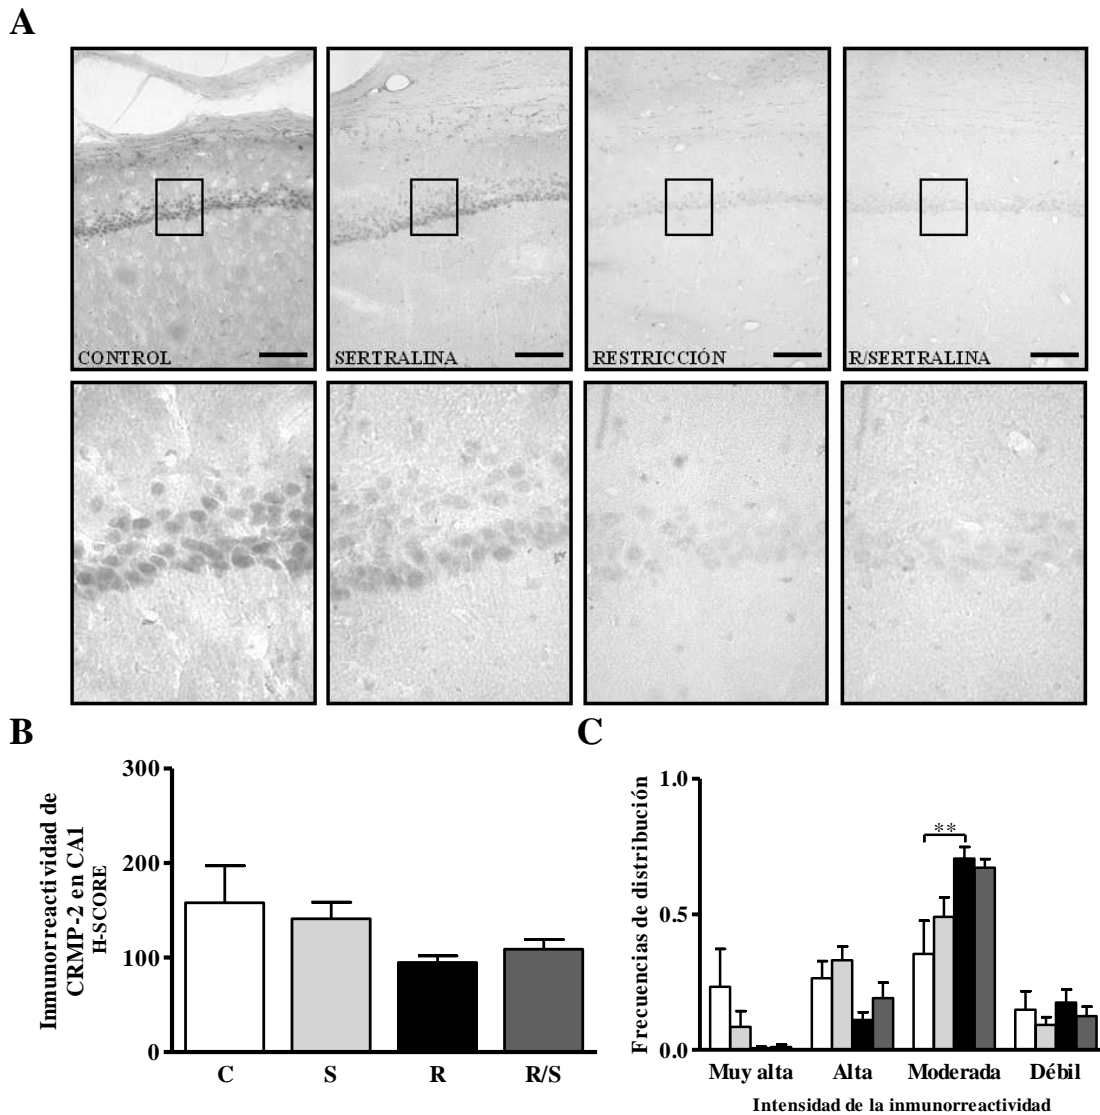 A
CONTROL
SERTRALINA
RESTRICCIÓN
R/SERTRALINA
B
Inmunorreactividad de
CRMP-2 en CA1
H-SCORE
300
200
100
0
C
S
R
R/S
C
Frecuencias de distribución
1.0
0.5
0.0
**
Muy alta
Alta
Moderada
Débil
Intensidad de la inmunorreactividad